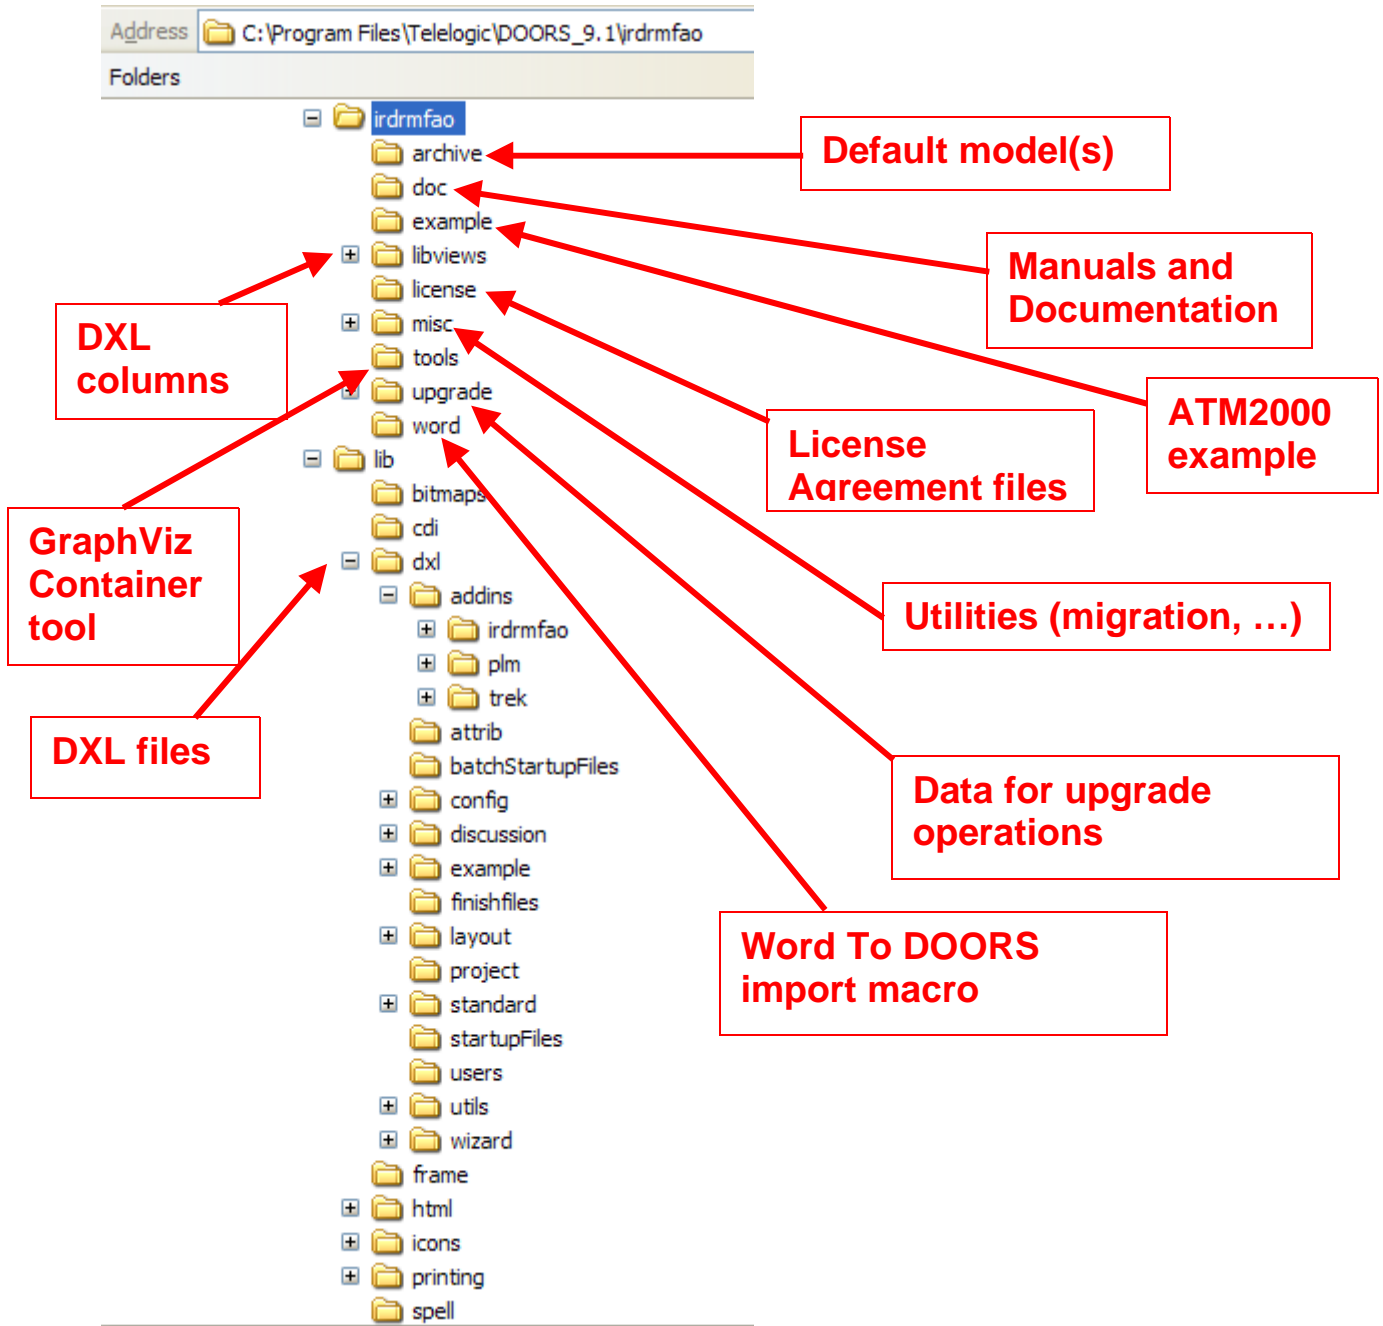 Address C:\Program Files\Telelogic\DOORS_9.1\irdrmfao
Folders
irdrmfao
archive
doc
example
libviews
license
misc
tools
upgrade
word
lib
bitmaps
cdi
dxl
addins
irdrmfao
plm
trek
attrib
batchStartupFiles
config
discussion
example
finishfiles
layout
project
standard
startupFiles
users
utils
wizard
frame
html
icons
printing
spell
Default model(s)
Manuals and
Documentation
DXL
columns
ATM2000
example
License
Agreement files
GraphViz
Container
tool
Utilities (migration, …)
DXL files
Data for upgrade
operations
Word To DOORS
import macro